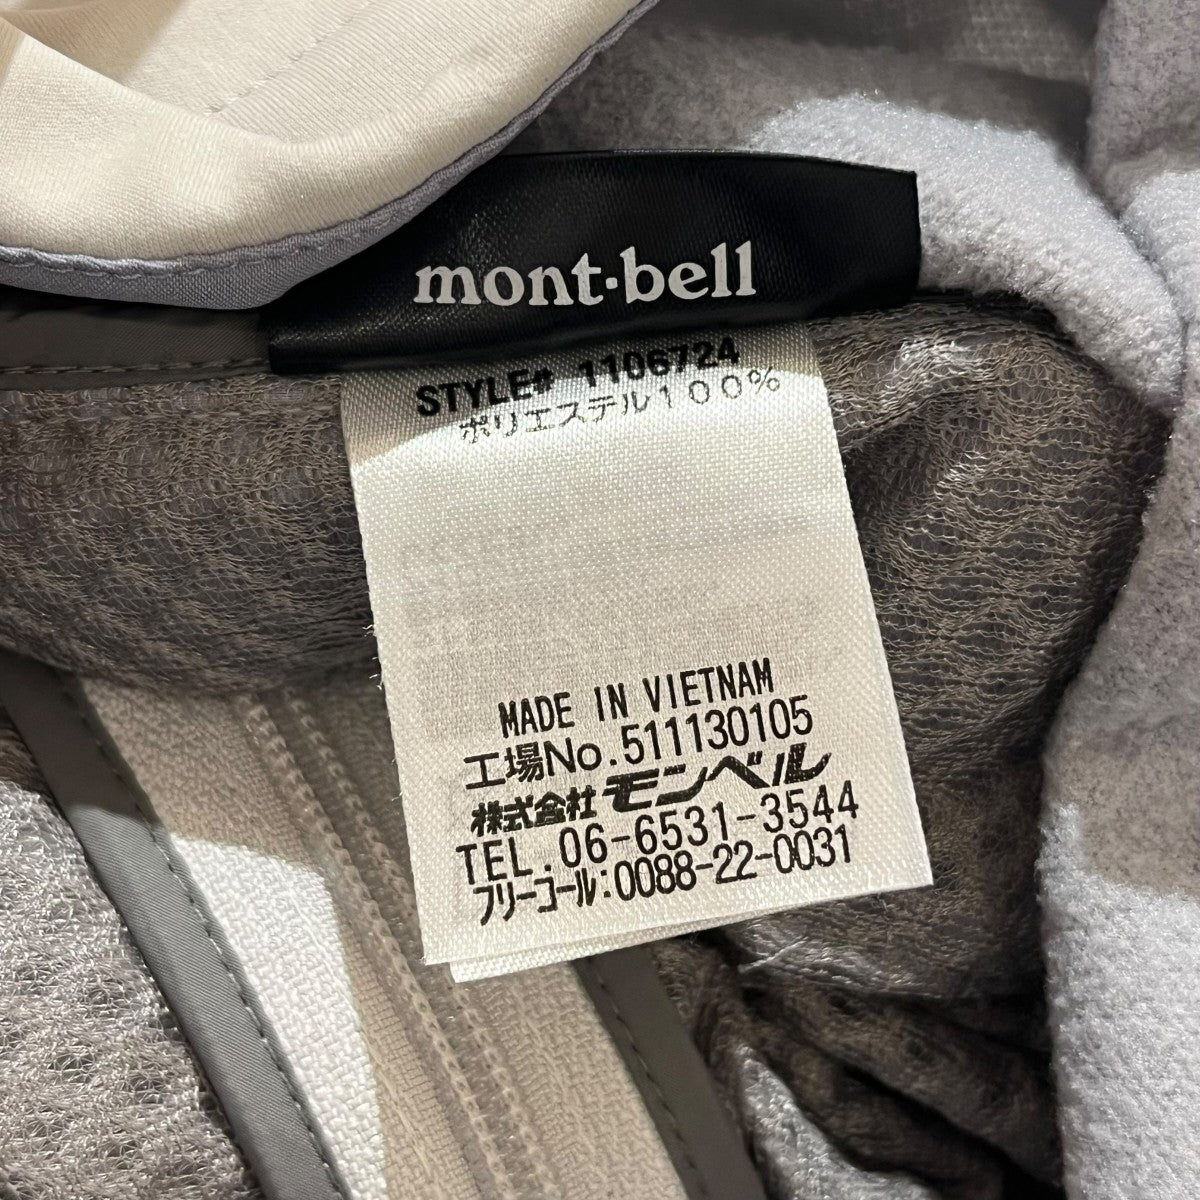 mont·bell
STYLE# 1106724
ポリエステル100%
MADE IN VIETNAM
工場No.511130105
株式会社 モンベル
TEL.06-6531-3544
フリーコール:0088-22-0031